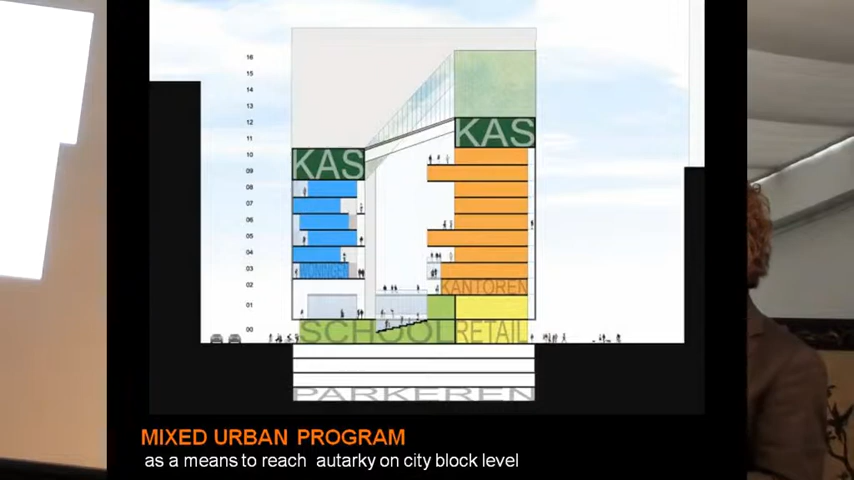 16
15
14
13
12
11
10
09
08
07
06
05
04
03
02
01
00
KAS
KAS
WONINGEN
KANTOREN
SCHOOL
RETAIL
PARKEREN
MIXED URBAN PROGRAM
as a means to reach autarky on city block level